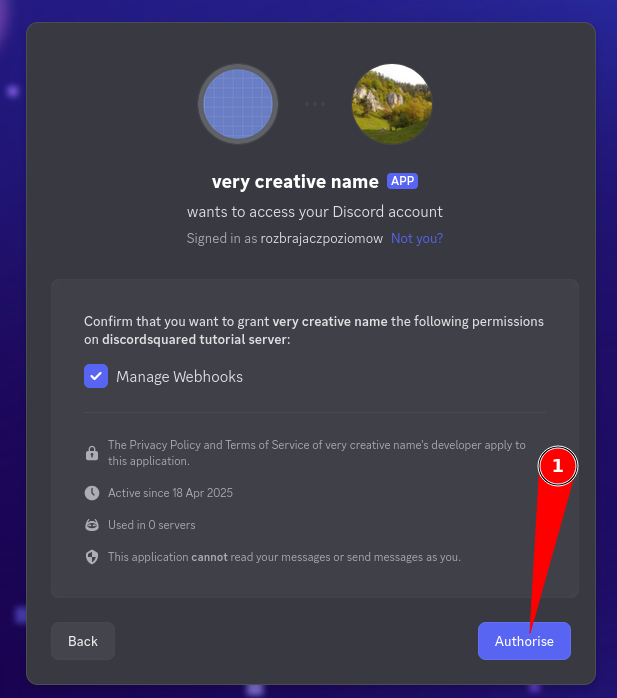 very creative name APP
wants to access your Discord account
Signed in as rozbrajaczpoziomow Not you?
Confirm that you want to grant very creative name the following permissions
on discordsquared tutorial server:
Manage Webhooks
The Privacy Policy and Terms of Service of very creative name's developer apply to
this application.
1
Active since 18 Apr 2025
Used in 0 servers
This application cannot read your messages or send messages as you.
Back
Authorise